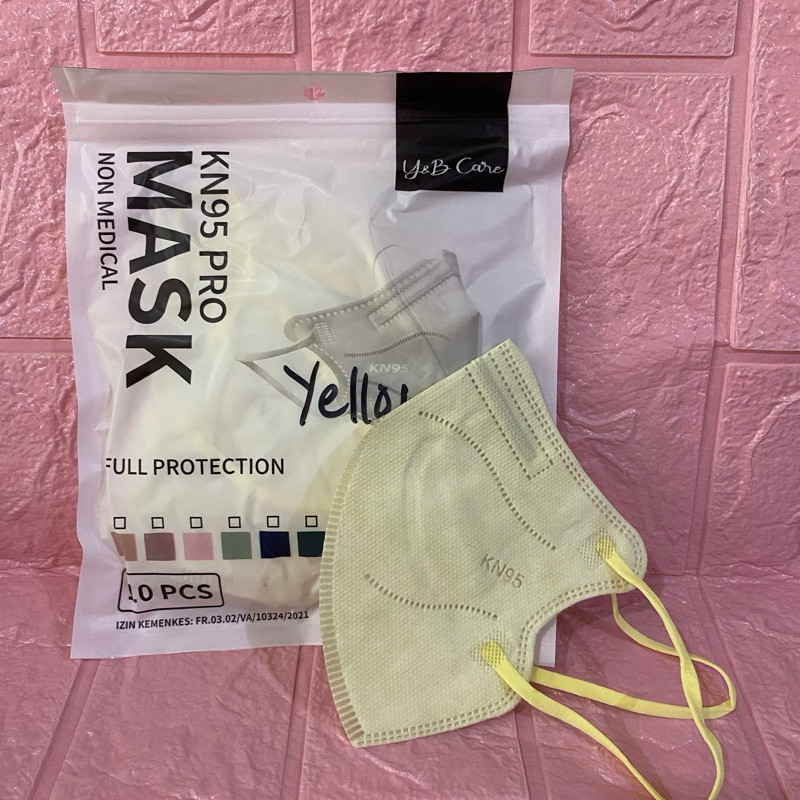 Y&B Care
KN95 PRO
MASK
NON MEDICAL
KN95
FULL PROTECTION
10 PCS
IZIN KEMENKES: FR.03.02/VA/10324/2021
KN95